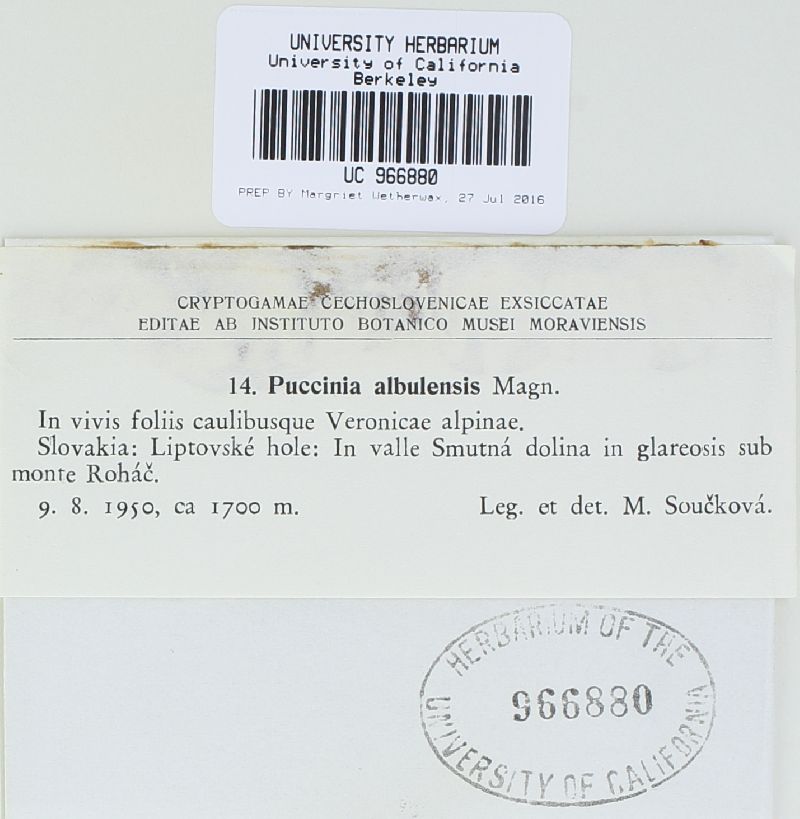 UNIVERSITY HERBARIUM
University of California
Berkeley
UC 966880
PREP BY Margriet Wetherwax, 27 Jul 2016
CRYPTOGAMAE ČECHOSLOVENICAE EXSICCATAE
EDITAE AB INSTITUTO BOTANICO MUSEI MORAVIENSIS
14. Puccinia albulensis Magn.
In vivis foliis caulibusque Veronicae alpinae.
Slovakia: Liptovské hole: In valle Smutná dolina in glareosis sub
monte Roháč.
9. 8. 1950, ca 1700 m. Leg. et det. M. Součková.
HERBARIUM OF THE
966880
UNIVERSITY OF CALIFORNIA